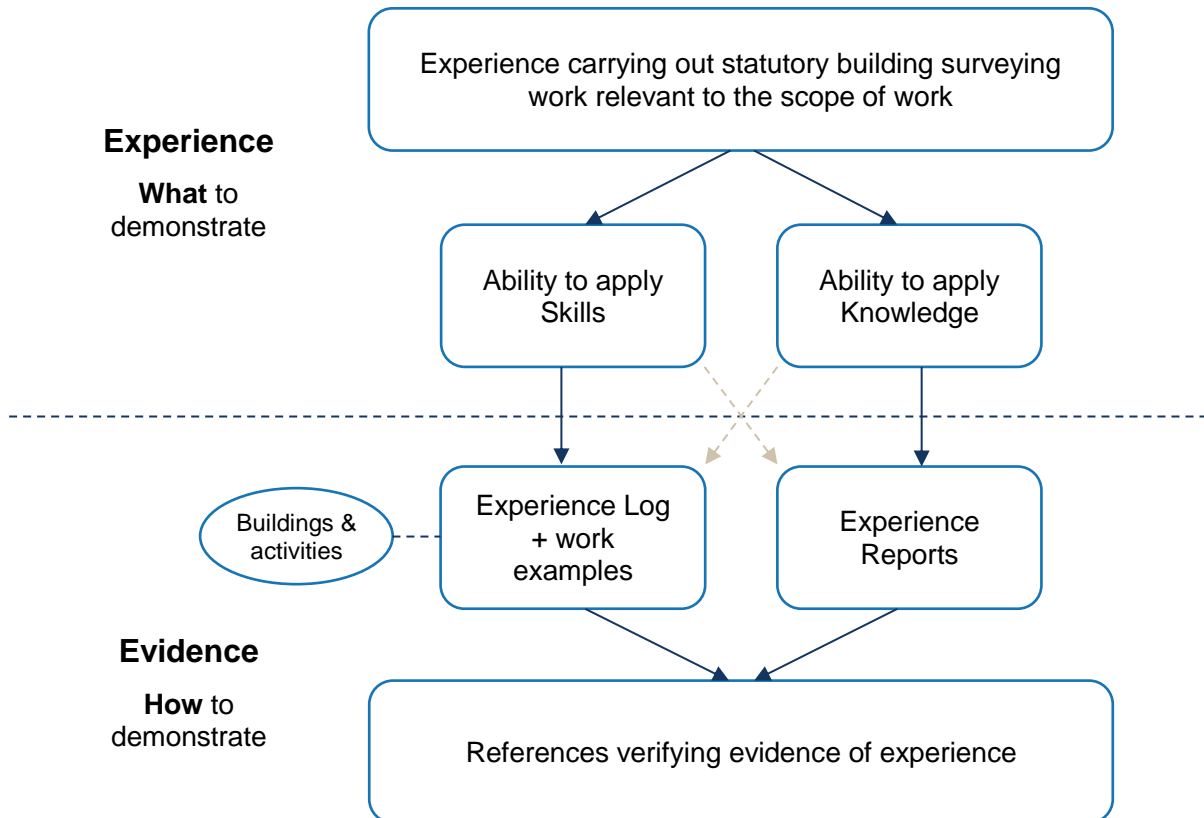 Experience carrying out statutory building surveying
work relevant to the scope of work
Experience
What to
demonstrate
Ability to apply
Skills
Ability to apply
Knowledge
Buildings &
activities
Experience Log
+ work
examples
Experience
Reports
Evidence
How to
demonstrate
References verifying evidence of experience